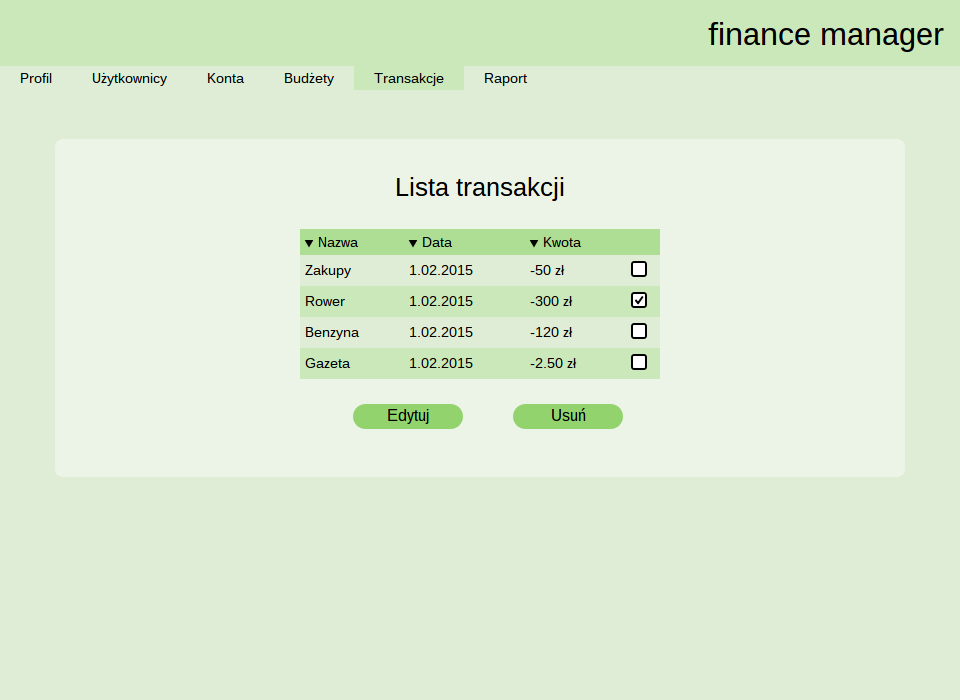 finance manager
Profil Użytkownicy Konta Budżety Transakcje Raport
Lista transakcji
Nazwa Data Kwota
Zakupy 1.02.2015 -50 zł
Rower 1.02.2015 -300 zł
Benzyna 1.02.2015 -120 zł
Gazeta 1.02.2015 -2.50 zł
Edytuj Usuń